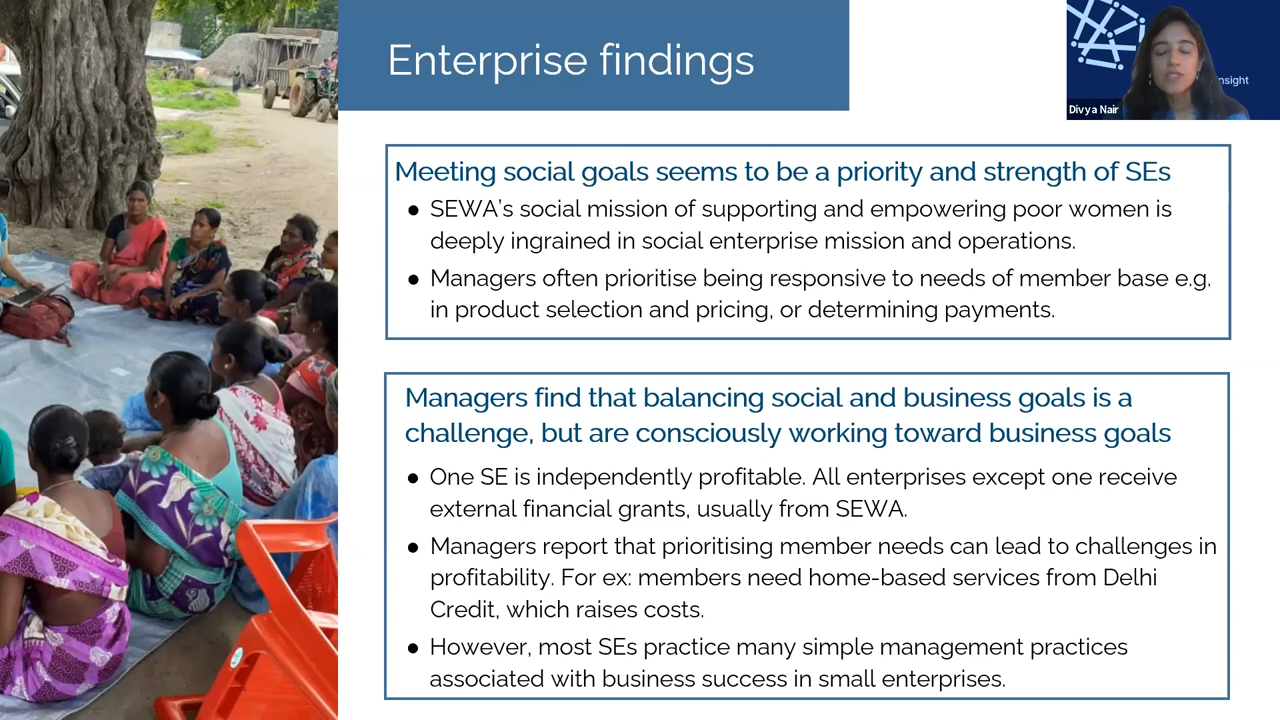 Enterprise findings
nsight
Divya Nair
Meeting social goals seems to be a priority and strength of SEs
● SEWA's social mission of supporting and empowering poor women is
deeply ingrained in social enterprise mission and operations.
● Managers often prioritise being responsive to needs of member base e.g.
in product selection and pricing, or determining payments.
Managers find that balancing social and business goals is a
challenge, but are consciously working toward business goals
● One SE is independently profitable. All enterprises except one receive
external financial grants, usually from SEWA.
● Managers report that prioritising member needs can lead to challenges in
profitability. For ex: members need home-based services from Delhi
Credit, which raises costs.
● However, most SEs practice many simple management practices
associated with business success in small enterprises.